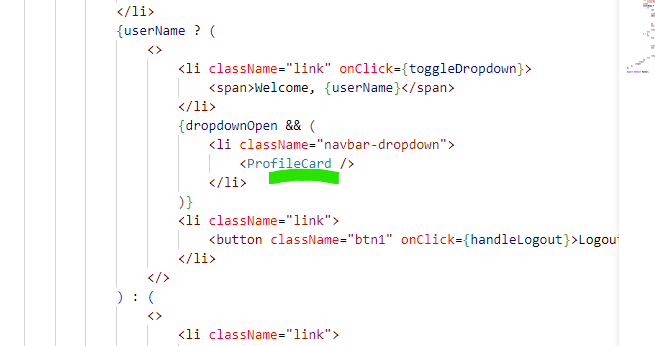 </li>
{userName ? (
<>
<li className="link" onClick={toggleDropdown}>
<span>Welcome, {userName}</span>
</li>
{dropdownOpen && (
<li className="navbar-dropdown">
<ProfileCard />
</li>
)}
<li className="link">
<button className="btn1" onClick={handleLogout}>Logou
</li>
</>
) : (
<>
<li className="link">